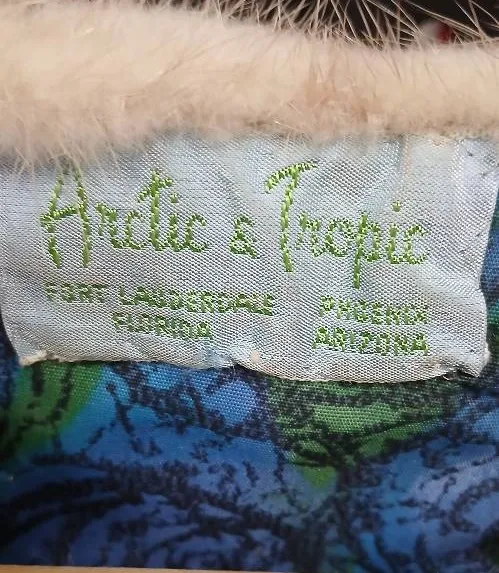 Arctic & Tropic
FORT LAUDERDALE
FLORIDA
PHOENIX
ARIZONA